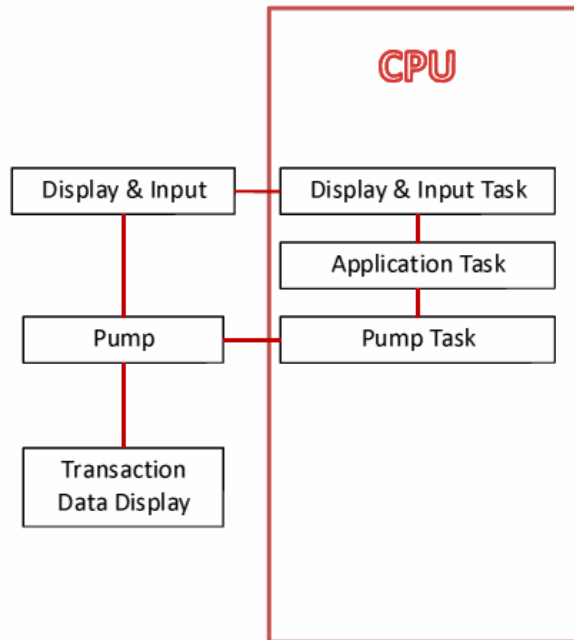 CPU
Display & Input
Display & Input Task
Application Task
Pump
Pump Task
Transaction
Data Display